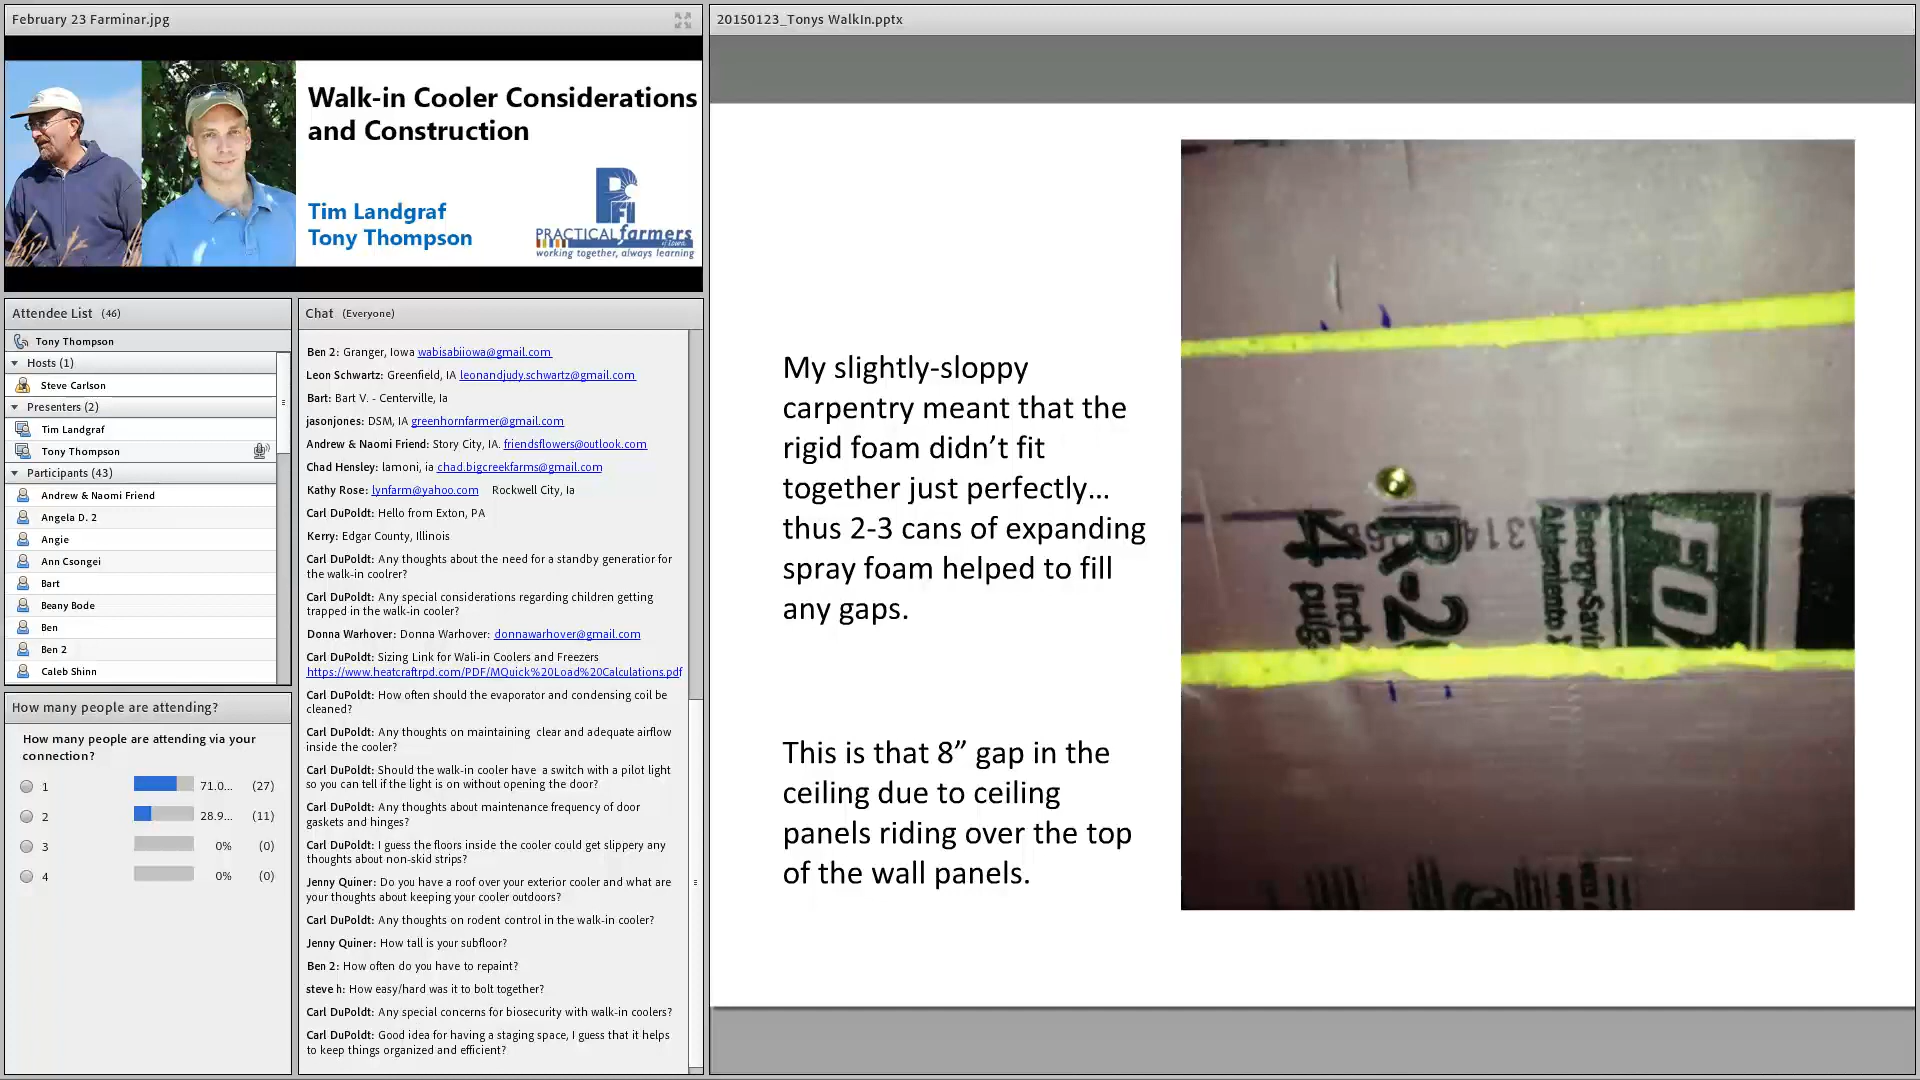 February 23 Farminar.jpg
Walk-in Cooler Considerations
and Construction
Tim Landgraf
Tony Thompson
PFI
PRACTICAL farmers
of Iowa
working together, always learning
Attendee List (46)
Tony Thompson
Hosts (1)
Steve Carlson
Presenters (2)
Tim Landgraf
Tony Thompson
Participants (43)
Andrew & Naomi Friend
Angela D. 2
Angie
Ann Csongei
Bart
Beany Bode
Ben
Ben 2
Caleb Shinn
How many people are attending?
How many people are attending via your
connection?
1 71.0... (27)
2 28.9... (11)
3 0% (0)
4 0% (0)
Chat (Everyone)
Ben 2: Granger, Iowa wabisabiiowa@gmail.com
Leon Schwartz: Greenfield, IA leonandjudy.schwartz@gmail.com
Bart: Bart V. - Centerville, Ia
jasonjones: DSM, IA greenhornfarmer@gmail.com
Andrew & Naomi Friend: Story City, IA. friendsflowers@outlook.com
Chad Hensley: lamoni, ia chad.bigcreekfarms@gmail.com
Kathy Rose: lynfarm@yahoo.com Rockwell City, Ia
Carl DuPoldt: Hello from Exton, PA
Kerry: Edgar County, Illinois
Carl DuPoldt: Any thoughts about the need for a standby generatior for
the walk-in coolrer?
Carl DuPoldt: Any special considerations regarding children getting
trapped in the walk-in cooler?
Donna Warhover: Donna Warhover: donnawarhover@gmail.com
Carl DuPoldt: Sizing Link for Wali-in Coolers and Freezers
https://www.heatcraftrpd.com/PDF/MQuick%20Load%20Calculations.pdf
Carl DuPoldt: How often should the evaporator and condensing coil be
cleaned?
Carl DuPoldt: Any thoughts on maintaining clear and adequate airflow
inside the cooler?
Carl DuPoldt: Should the walk-in cooler have a switch with a pilot light
so you can tell if the light is on without opening the door?
Carl DuPoldt: Any thoughts about maintenance frequency of door
gaskets and hinges?
Carl DuPoldt: I guess the floors inside the cooler could get slippery any
thoughts about non-skid strips?
Jenny Quiner: Do you have a roof over your exterior cooler and what are
your thoughts about keeping your cooler outdoors?
Carl DuPoldt: Any thoughts on rodent control in the walk-in cooler?
Jenny Quiner: How tall is your subfloor?
Ben 2: How often do you have to repaint?
steve h: How easy/hard was it to bolt together?
Carl DuPoldt: Any special concerns for biosecurity with walk-in coolers?
Carl DuPoldt: Good idea for having a staging space, I guess that it helps
to keep things organized and efficient?
20150123_Tonys WalkIn.pptx
My slightly-sloppy
carpentry meant that the
rigid foam didn’t fit
together just perfectly…
thus 2-3 cans of expanding
spray foam helped to fill
any gaps.
This is that 8” gap in the
ceiling due to ceiling
panels riding over the top
of the wall panels.
4
inch
R-2
FO